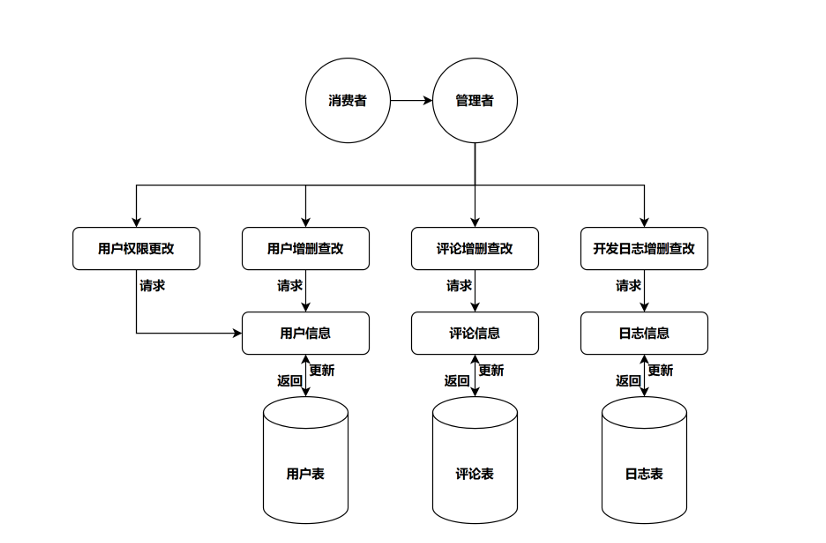 消费者
管理者
用户权限更改
用户增删查改
评论增删查改
开发日志增删查改
请求
请求
请求
请求
用户信息
评论信息
日志信息
更新
返回
更新
返回
更新
返回
用户表
评论表
日志表